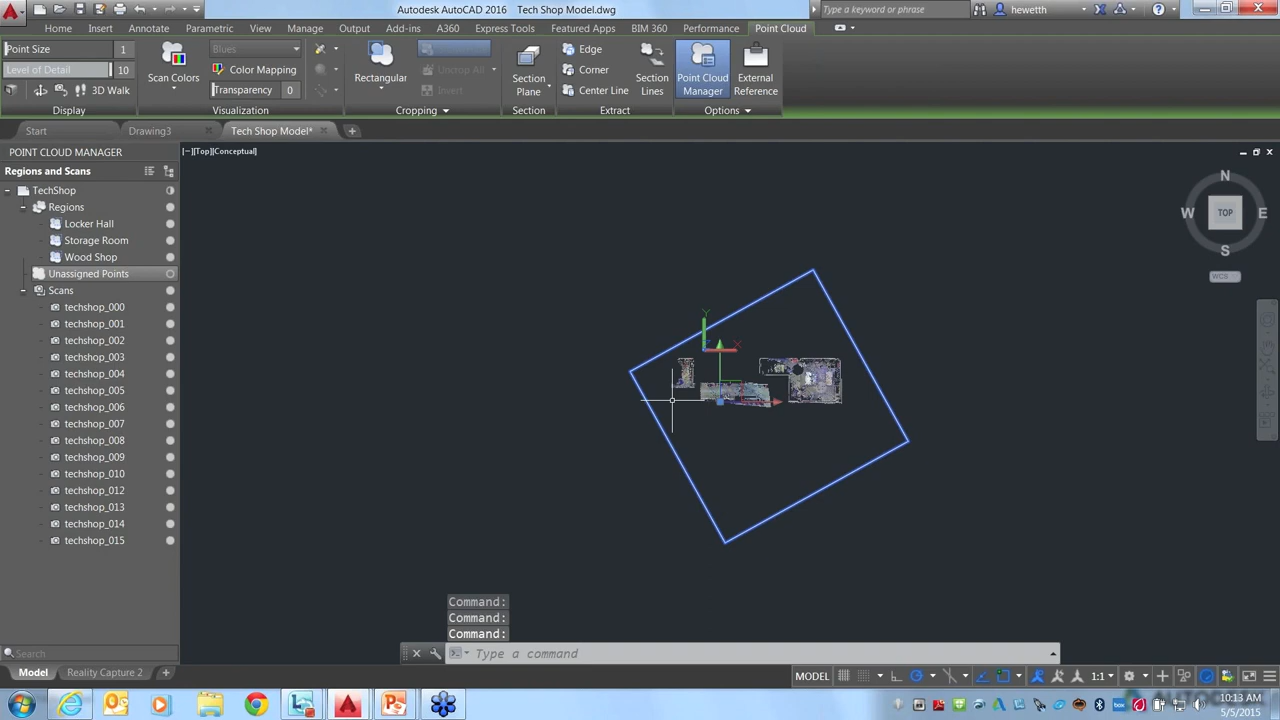 Autodesk AutoCAD 2016 Tech Shop Model.dwg
Type a keyword or phrase
hewetth
Home Insert Annotate Parametric View Manage Output Add-ins A360 Express Tools Featured Apps BIM 360 Performance Point Cloud
Point Size 1
Level of Detail 10
3D Walk
Display
Scan Colors
Blues
Color Mapping
Transparency 0
Visualization
Rectangular
Uncrop All
Invert
Cropping
Section Plane
Section
Edge
Corner
Center Line
Section Lines
Extract
Point Cloud Manager
External Reference
Options
Start Drawing3 Tech Shop Model*
POINT CLOUD MANAGER
[−][Top][Conceptual]
Regions and Scans
TechShop
Regions
Locker Hall
Storage Room
Wood Shop
Unassigned Points
Scans
techshop_000
techshop_001
techshop_002
techshop_003
techshop_004
techshop_005
techshop_006
techshop_007
techshop_008
techshop_009
techshop_010
techshop_012
techshop_013
techshop_014
techshop_015
N
W TOP E
S
WCS
Y
X
Command:
Command:
Command:
Type a command
Search
Model Reality Capture 2
MODEL 1:1
10:13 AM
5/5/2015